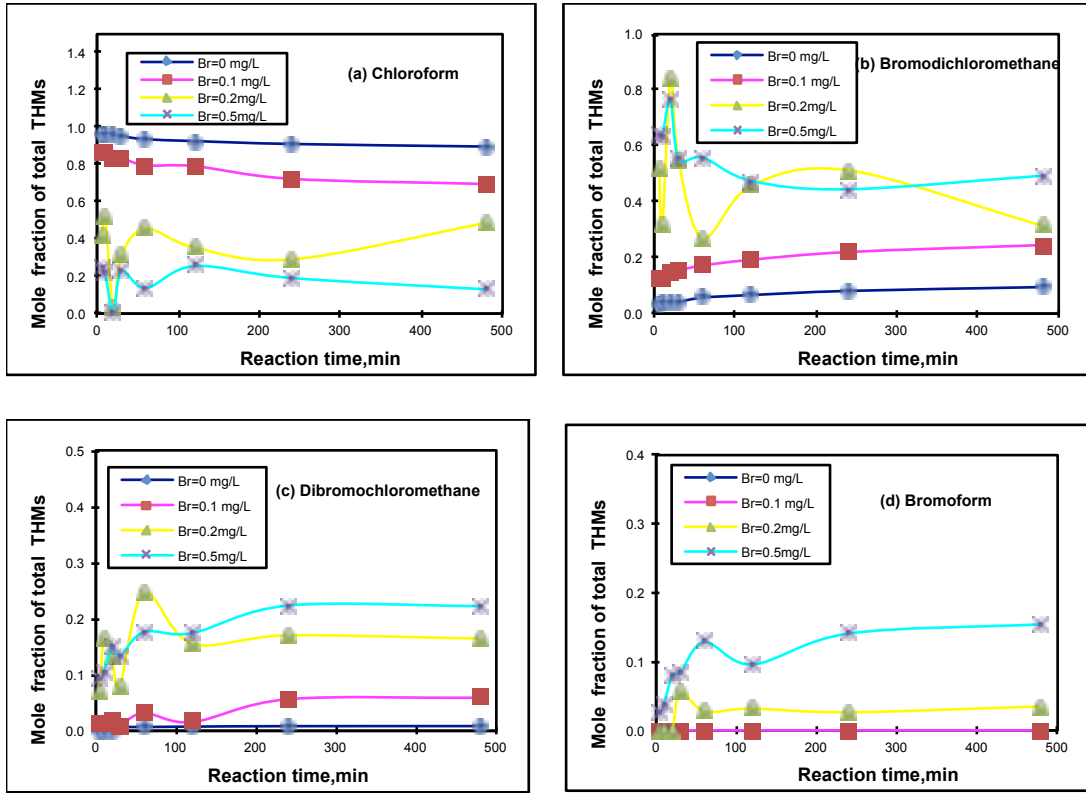 Mole fraction of total THMs
1.4
1.2
1.0
0.8
0.6
0.4
0.2
0.0
Br=0 mg/L
Br=0.1 mg/L
Br=0.2mg/L
Br=0.5mg/L
(a) Chloroform
0 100 200 300 400 500
Reaction time,min
Mole fraction of total THMs
1.0
0.8
0.6
0.4
0.2
0.0
Br=0 mg/L
Br=0.1 mg/L
Br=0.2mg/L
Br=0.5mg/L
(b) Bromodichloromethane
0 100 200 300 400 500
Reaction time,min
Mole fraction of total THMs
0.5
0.4
0.3
0.2
0.1
0.0
Br=0 mg/L
Br=0.1 mg/L
Br=0.2mg/L
Br=0.5mg/L
(c) Dibromochloromethane
0 100 200 300 400 500
Reaction time,min
Mole fraction of total THMs
0.4
0.3
0.2
0.1
0.0
Br=0 mg/L
Br=0.1 mg/L
Br=0.2mg/L
Br=0.5mg/L
(d) Bromoform
0 100 200 300 400 500
Reaction time,min